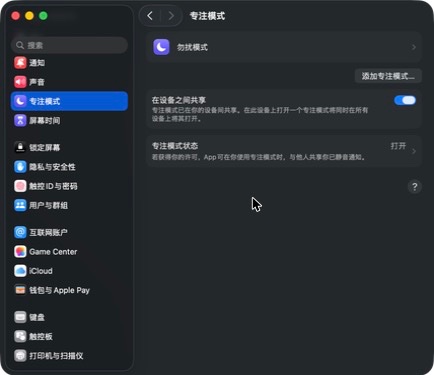 专注模式
搜索
通知
声音
专注模式
屏幕时间
锁定屏幕
隐私与安全性
触控 ID 与密码
用户与群组
互联网账户
Game Center
iCloud
钱包与 Apple Pay
键盘
触控板
打印机与扫描仪
勿扰模式
添加专注模式...
在设备之间共享
专注模式已在你的设备间共享。在此设备上打开一个专注模式将同时在所有
设备上将其打开。
专注模式状态
打开
若获得你的许可，App 可在你使用专注模式时，与他人共享你已静音通知。
?